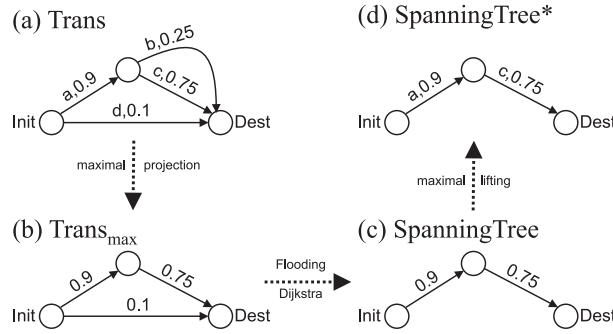 (a) Trans
b,0.25
a,0.9
c,0.75
Init
d,0.1
Dest
maximal projection
(b) Trans_max
0.9
0.75
Init
0.1
Dest
Flooding
Dijkstra
(c) SpanningTree
0.9
0.75
Init
Dest
maximal lifting
(d) SpanningTree*
a,0.9
c,0.75
Init
Dest